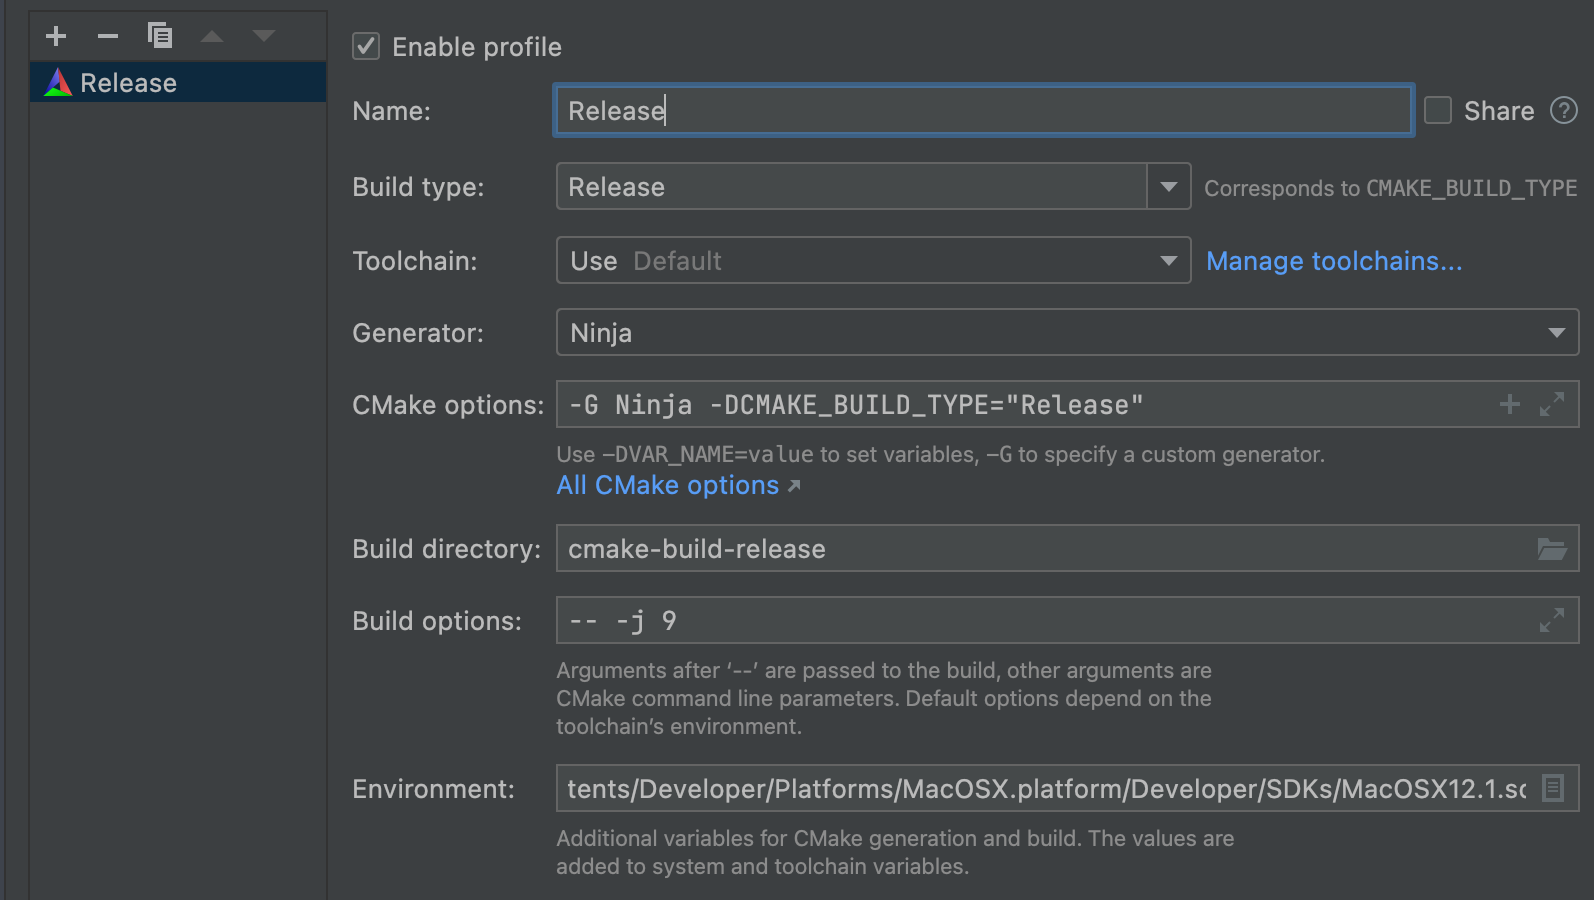 Enable profile
Release
Name: Release Share ?
Build type: Release Corresponds to CMAKE_BUILD_TYPE
Toolchain: Use Default Manage toolchains...
Generator: Ninja
CMake options: -G Ninja -DCMAKE_BUILD_TYPE="Release"
Use –DVAR_NAME=value to set variables, –G to specify a custom generator.
All CMake options ↗
Build directory: cmake-build-release
Build options: -- -j 9
Arguments after ‘--’ are passed to the build, other arguments are
CMake command line parameters. Default options depend on the
toolchain’s environment.
Environment: tents/Developer/Platforms/MacOSX.platform/Developer/SDKs/MacOSX12.1.sc
Additional variables for CMake generation and build. The values are
added to system and toolchain variables.